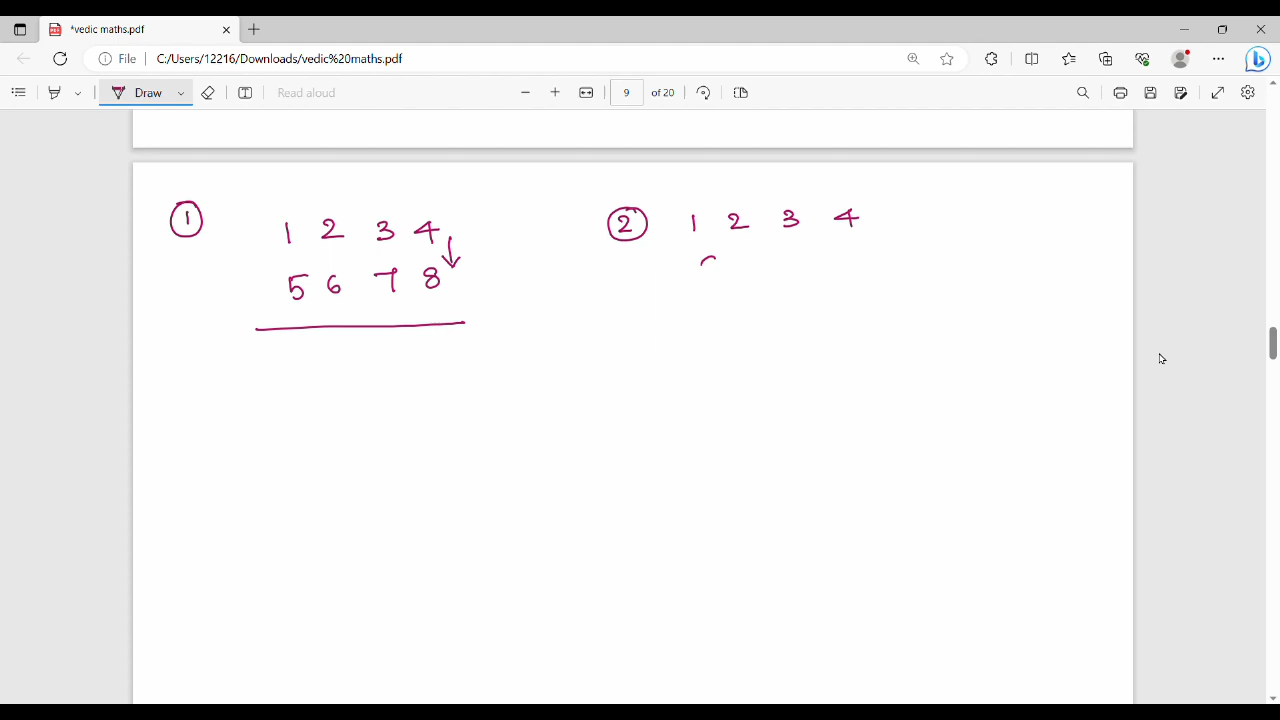 *vedic maths.pdf
File C:/Users/12216/Downloads/vedic%20maths.pdf
Draw Read aloud 9 of 20
1 1 2 3 4
5 6 7 8
2 1 2 3 4